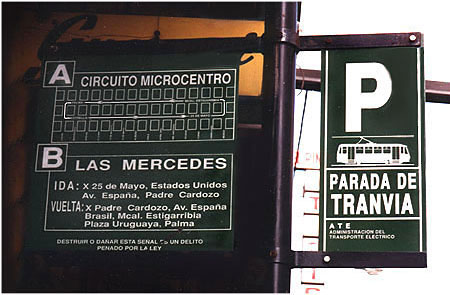 A CIRCUITO MICROCENTRO
B LAS MERCEDES
IDA: X 25 de Mayo, Estados Unidos
Av. España, Padre Cardozo
VUELTA: X Padre Cardozo, Av. España
Brasil, Mcal. Estigarribia
Plaza Uruguaya, Palma
DESTRUIR O DAÑAR ESTA SEÑAL ES UN DELITO
PENADO POR LA LEY
P
PARADA DE
TRANVIA
ATE
ADMINISTRACION DEL
TRANSPORTE ELECTRICO